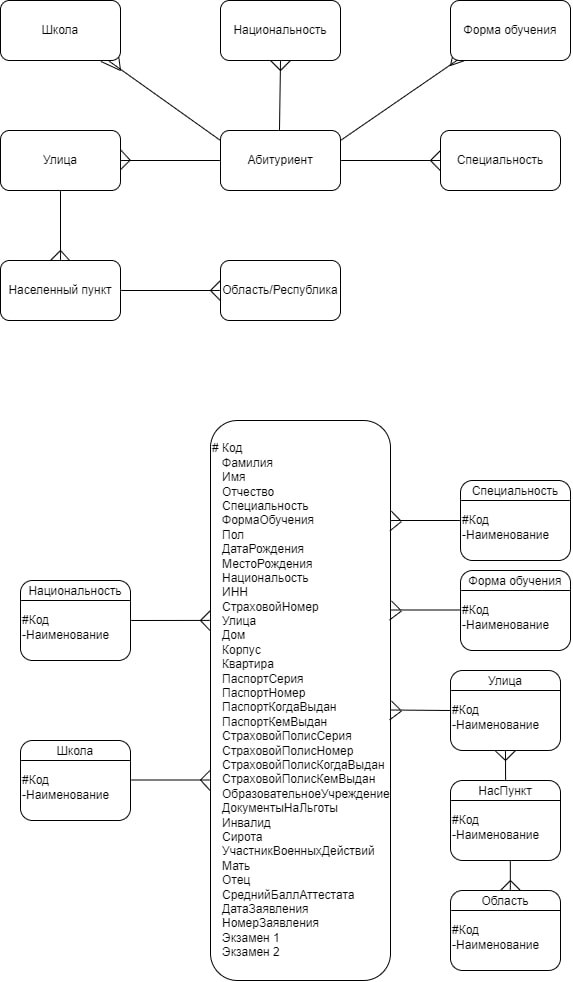 Школа
Национальность
Форма обучения
Улица
Абитуриент
Специальность
Населенный пункт
Область/Республика
# Код
Фамилия
Имя
Отчество
Специальность
ФормаОбучения
Пол
ДатаРождения
МестоРождения
Национальость
ИНН
СтраховойНомер
Улица
Дом
Корпус
Квартира
ПаспортСерия
ПаспортНомер
ПаспортКогдаВыдан
ПаспортКемВыдан
СтраховойПолисСерия
СтраховойПолисНомер
СтраховойПолисКогдаВыдан
СтраховойПолисКемВыдан
ОбразовательноеУчреждение
ДокументыНаЛьготы
Инвалид
Сирота
УчастникВоенныхДействий
Мать
Отец
СреднийБаллАттестата
ДатаЗаявления
НомерЗаявления
Экзамен 1
Экзамен 2
Национальность
#Код
-Наименование
Школа
#Код
-Наименование
Специальность
#Код
-Наименование
Форма обучения
#Код
-Наименование
Улица
#Код
-Наименование
НасПункт
#Код
-Наименование
Область
#Код
-Наименование